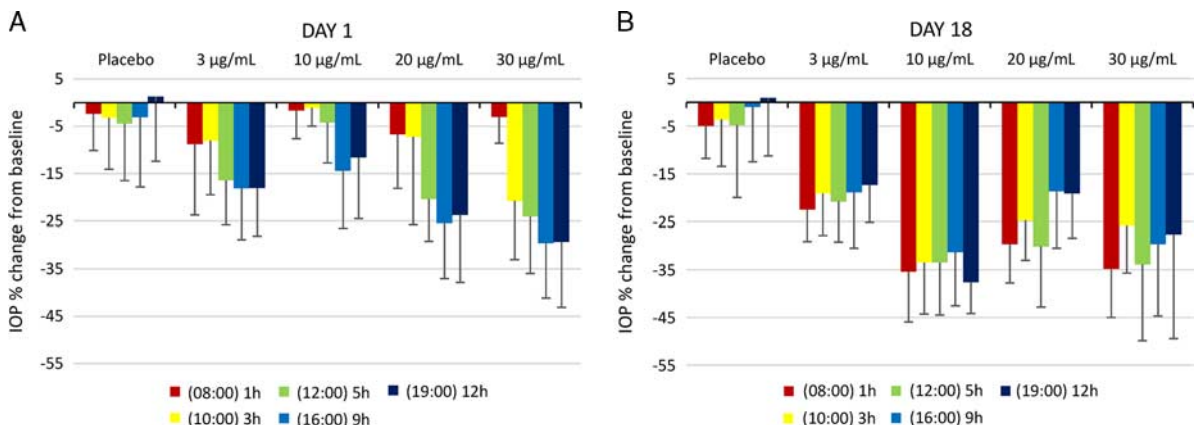 A
DAY 1
Placebo 3 µg/mL 10 µg/mL 20 µg/mL 30 µg/mL
IOP % change from baseline
5
-5
-15
-25
-35
-45
-55
(08:00) 1h (12:00) 5h (19:00) 12h
(10:00) 3h (16:00) 9h
B
DAY 18
Placebo 3 µg/mL 10 µg/mL 20 µg/mL 30 µg/mL
IOP % change from baseline
5
-5
-15
-25
-35
-45
-55
(08:00) 1h (12:00) 5h (19:00) 12h
(10:00) 3h (16:00) 9h